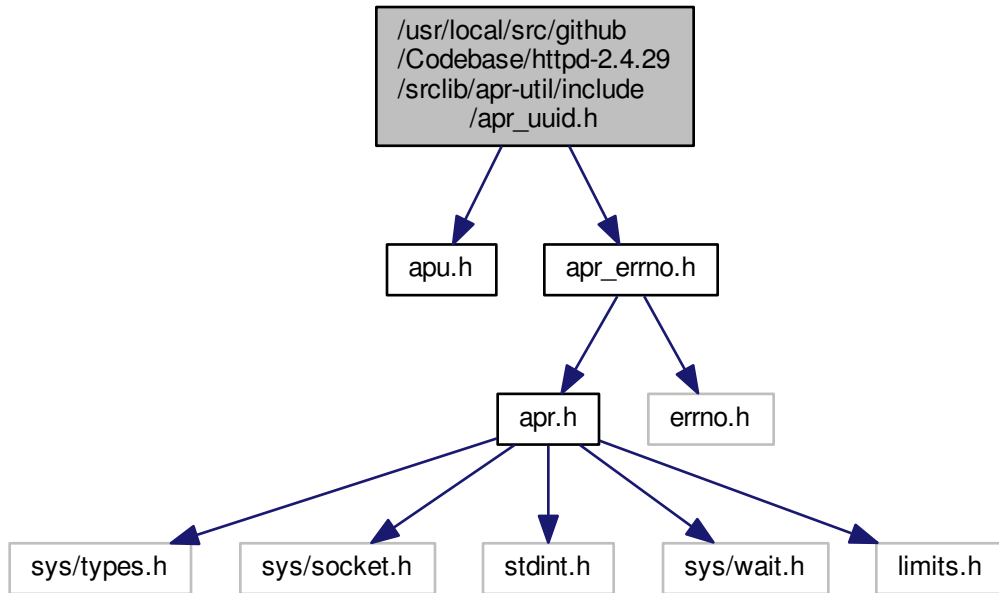 /usr/local/src/github
/Codebase/httpd-2.4.29
/srclib/apr-util/include
/apr_uuid.h
apu.h
apr_errno.h
apr.h
errno.h
sys/types.h
sys/socket.h
stdint.h
sys/wait.h
limits.h